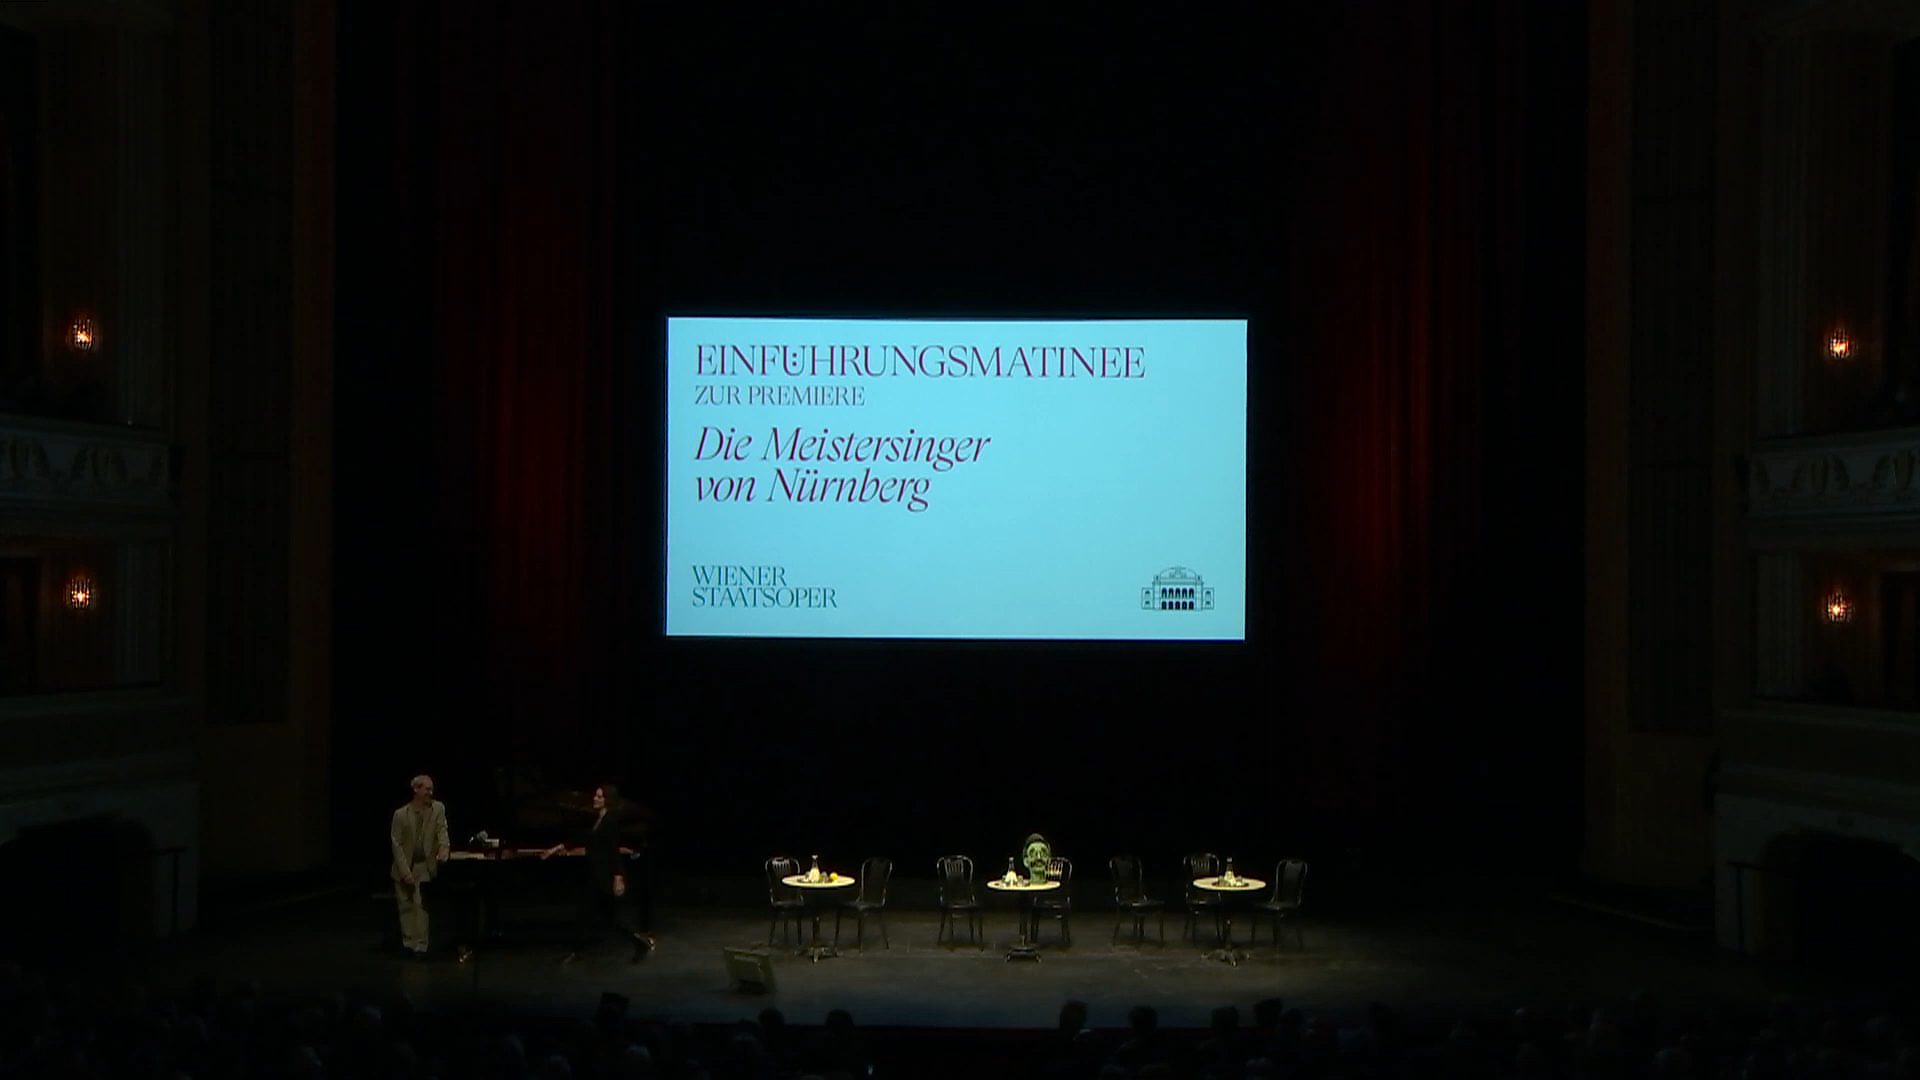 EINFÜHRUNGSMATINEE
ZUR PREMIERE
Die Meistersinger
von Nürnberg
WIENER
STAATSOPER